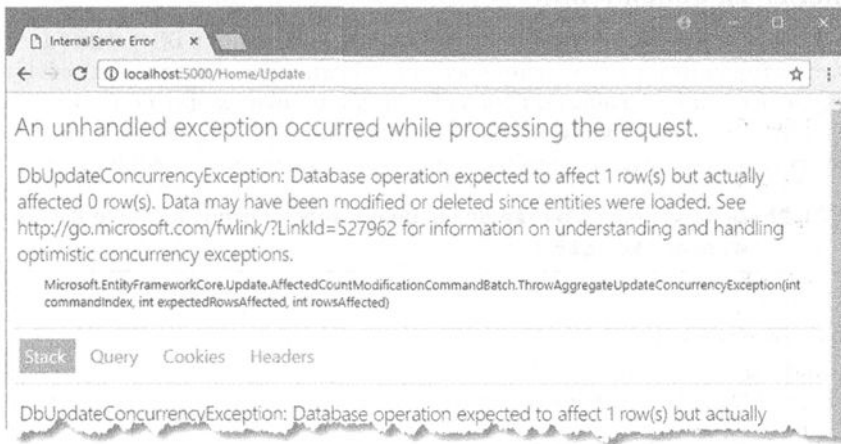 Internal Server Error
localhost:5000/Home/Update
An unhandled exception occurred while processing the request.
DbUpdateConcurrencyException: Database operation expected to affect 1 row(s) but actually
affected 0 row(s). Data may have been modified or deleted since entities were loaded. See
http://go.microsoft.com/fwlink/?LinkId=527962 for information on understanding and handling
optimistic concurrency exceptions.
Microsoft.EntityFrameworkCore.Update.AffectedCountModificationCommandBatch.ThrowAggregateUpdateConcurrencyException(int
commandIndex, int expectedRowsAffected, int rowsAffected)
Stack Query Cookies Headers
DbUpdateConcurrencyException: Database operation expected to affect 1 row(s) but actually